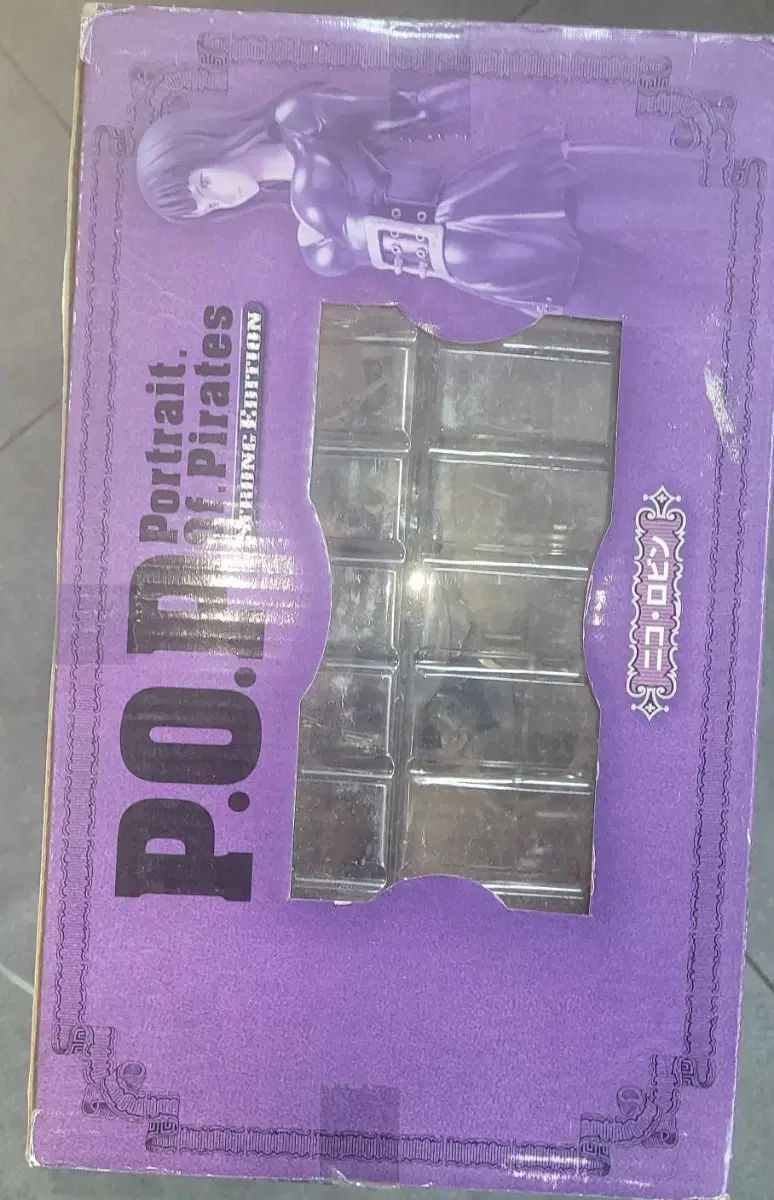 P.O.P
Portrait.
Of.Pirates
STRONG EDITION
ニコ・ロビン